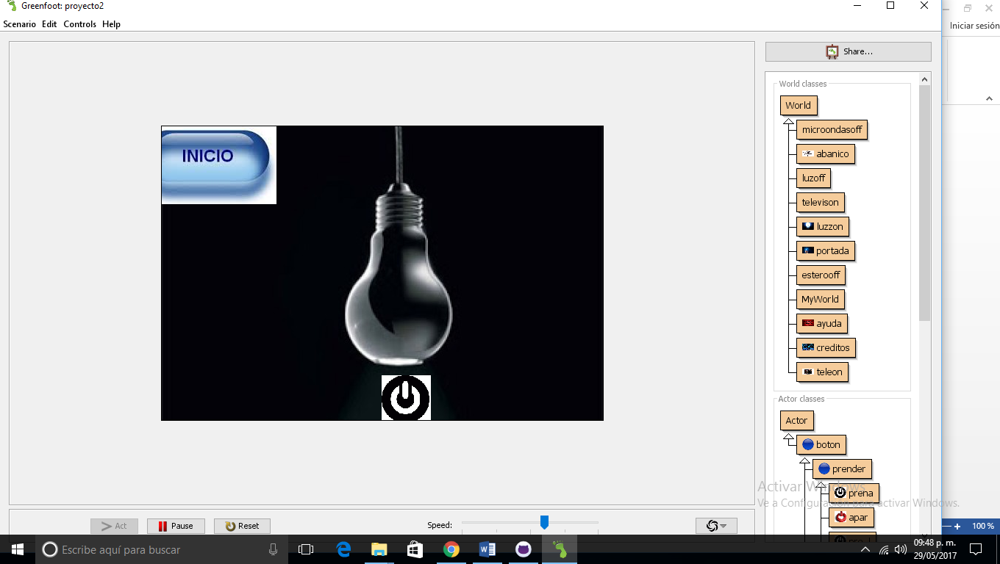 Greenfoot: proyecto2
Scenario Edit Controls Help
Iniciar sesión
Share...
INICIO
World classes
World
microondasoff
abanico
luzoff
televison
luzzon
portada
esterooff
MyWorld
ayuda
creditos
teleon
Actor classes
Actor
boton
prender
prena
apar
Activar Windows
Ve a Configuración para activar Windows.
Act
Pause
Reset
Speed:
100 %
Escribe aquí para buscar
09:48 p. m.
29/05/2017